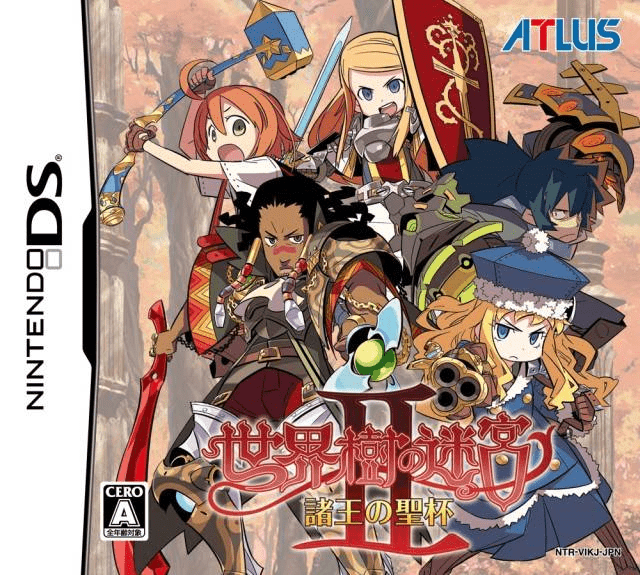 ATLUS
NINTENDO DS®
世界樹の迷宮
II
諸王の聖杯
CERO
A
全年齢対象
NTR-VIKJ-JPN